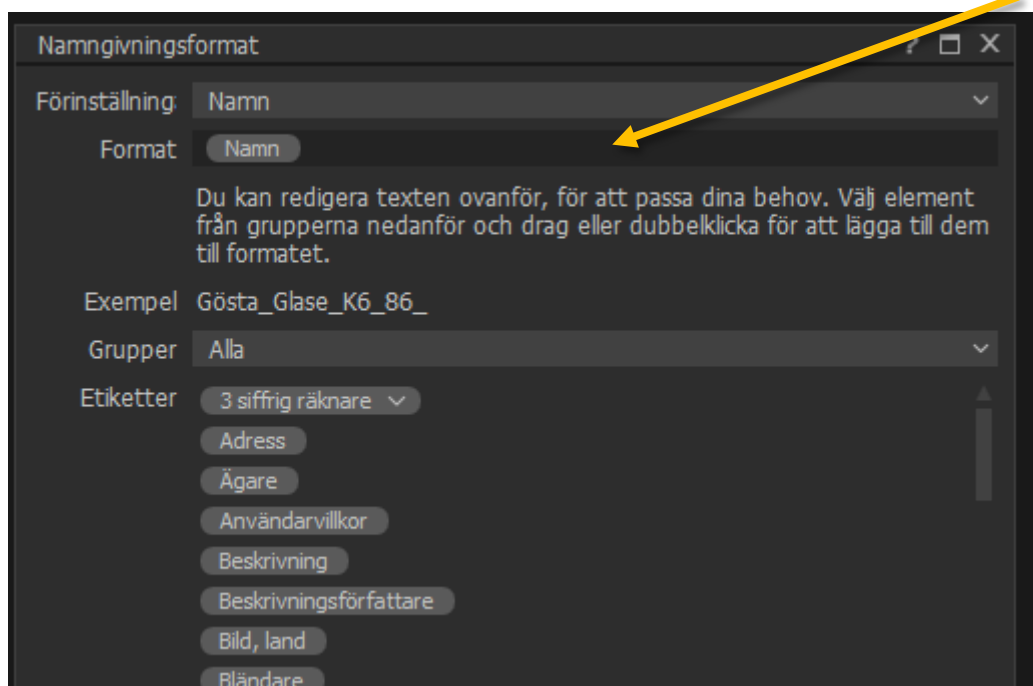 Namngivningsformat ?
Förinställning: Namn
Format Namn
Du kan redigera texten ovanför, för att passa dina behov. Välj element
från grupperna nedanför och drag eller dubbelklicka för att lägga till dem
till formatet.
Exempel Gösta_Glase_K6_86_
Grupper Alla
Etiketter 3 siffrig räknare
Adress
Ägare
Användarvillkor
Beskrivning
Beskrivningsförfattare
Bild, land
Bländare